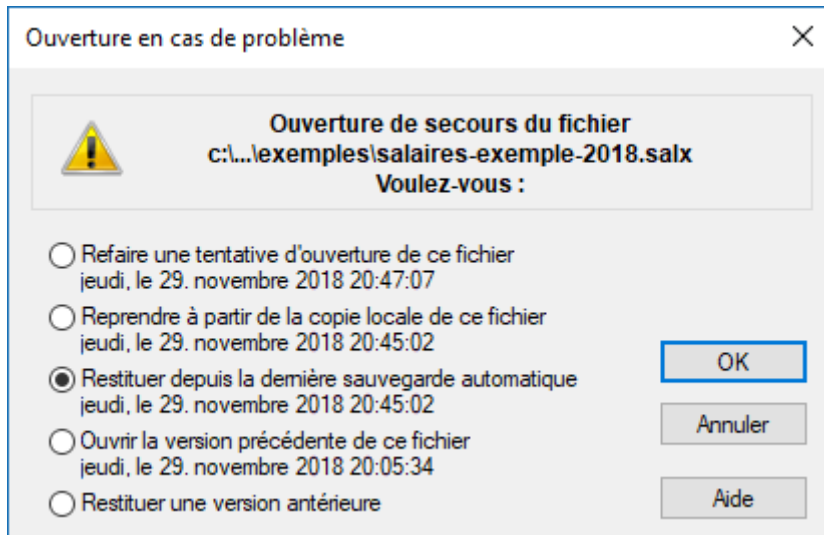 Ouverture en cas de problème
Ouverture de secours du fichier
c:\...\exemples\salaires-exemple-2018.salx
Voulez-vous :
Refaire une tentative d'ouverture de ce fichier
jeudi, le 29. novembre 2018 20:47:07
Reprendre à partir de la copie locale de ce fichier
jeudi, le 29. novembre 2018 20:45:02
Restituer depuis la dernière sauvegarde automatique
jeudi, le 29. novembre 2018 20:45:02
Ouvrir la version précédente de ce fichier
jeudi, le 29. novembre 2018 20:05:34
Restituer une version antérieure
OK
Annuler
Aide